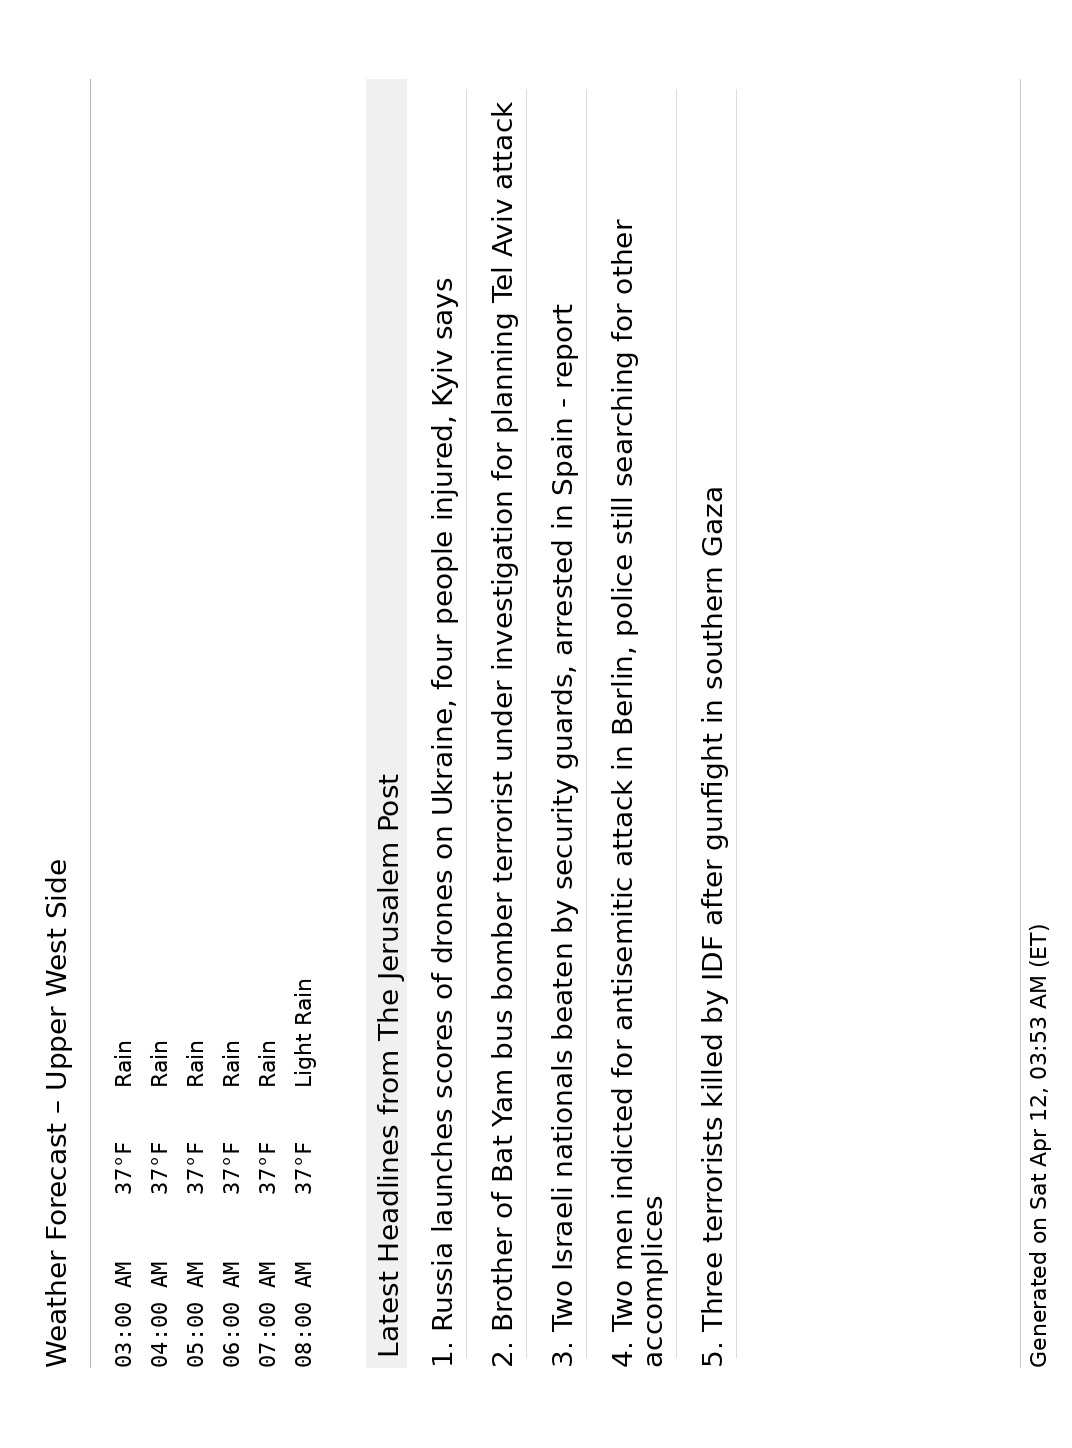 Weather Forecast – Upper West Side
03:00 AM 37°F Rain
04:00 AM 37°F Rain
05:00 AM 37°F Rain
06:00 AM 37°F Rain
07:00 AM 37°F Rain
08:00 AM 37°F Light Rain
Latest Headlines from The Jerusalem Post
1. Russia launches scores of drones on Ukraine, four people injured, Kyiv says
2. Brother of Bat Yam bus bomber terrorist under investigation for planning Tel Aviv attack
3. Two Israeli nationals beaten by security guards, arrested in Spain - report
4. Two men indicted for antisemitic attack in Berlin, police still searching for other
accomplices
5. Three terrorists killed by IDF after gunfight in southern Gaza
Generated on Sat Apr 12, 03:53 AM (ET)